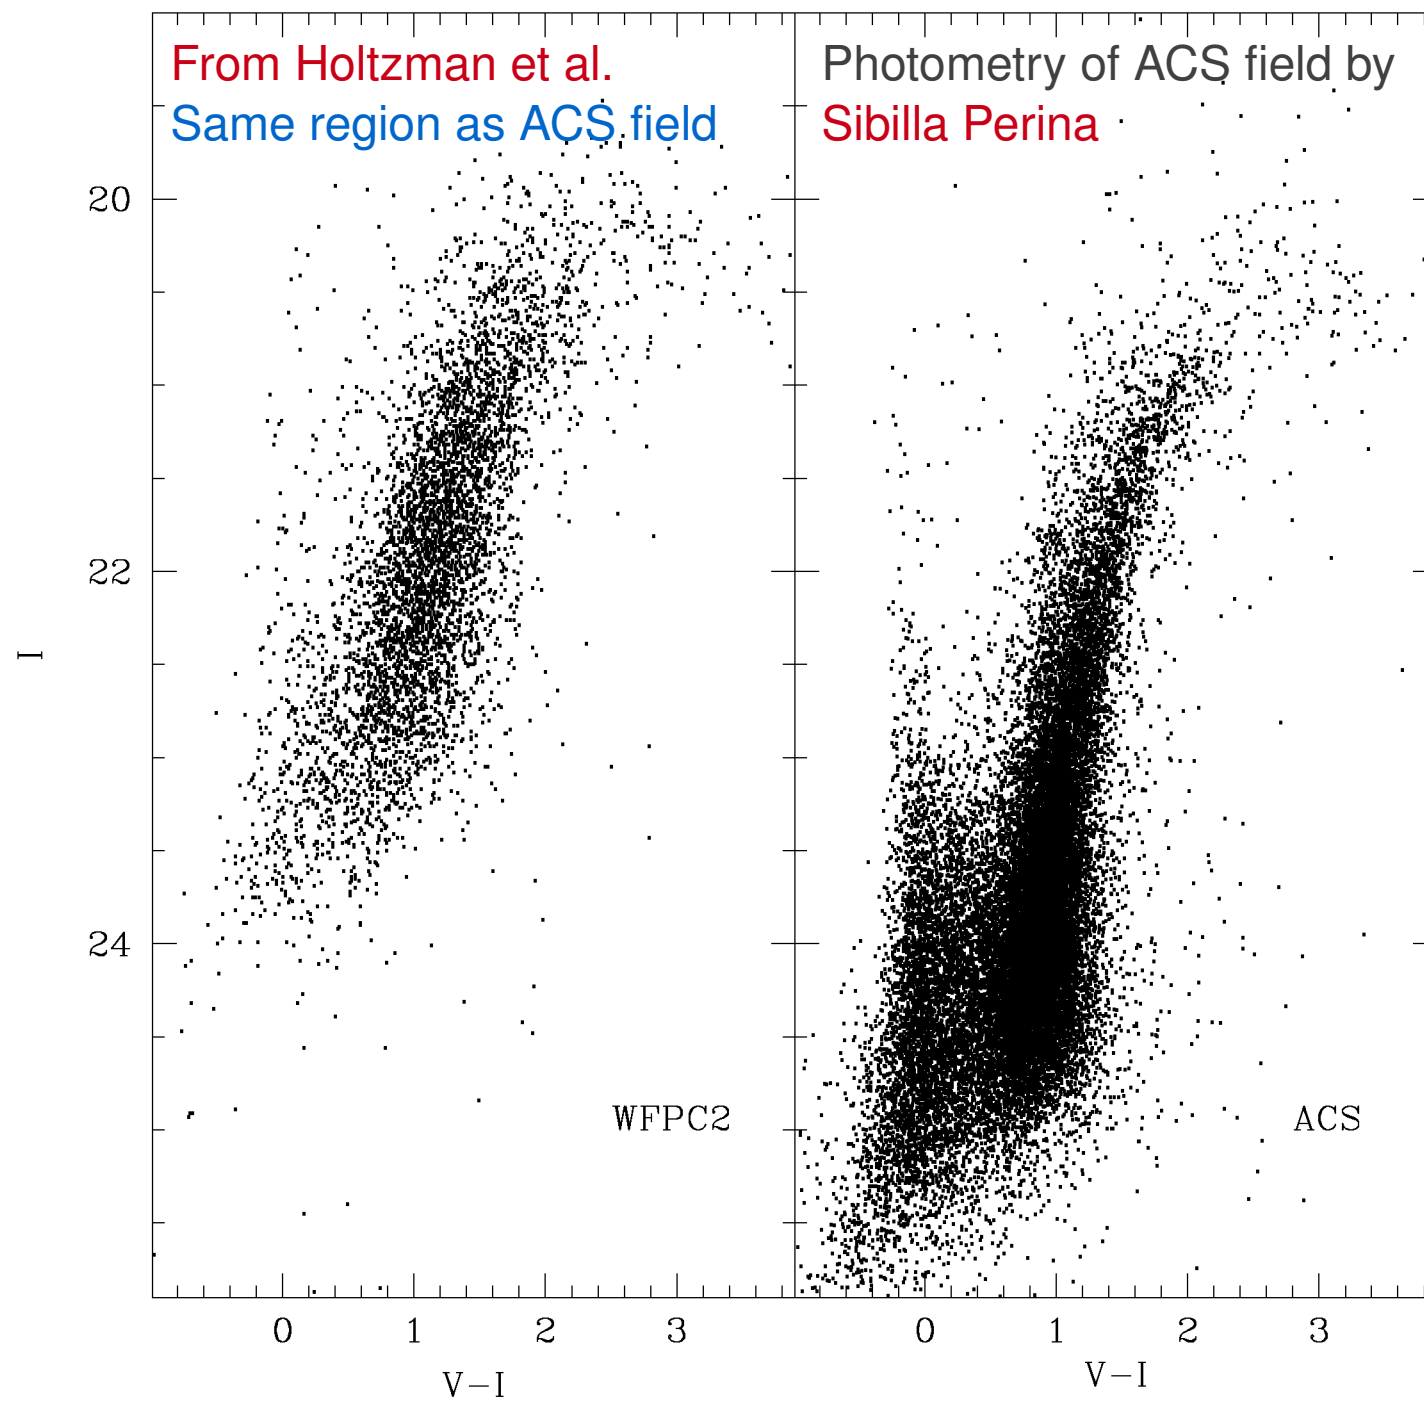 From Holtzman et al.
Same region as ACS field
Photometry of ACS field by
Sibilla Perina
20
22
24
I
WFPC2
ACS
0 1 2 3
0 1 2 3
V-I
V-I